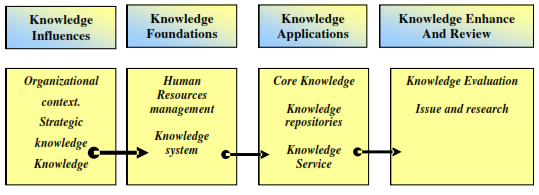 Knowledge
Influences
Knowledge
Foundations
Knowledge
Applications
Knowledge Enhance
And Review
Organizational
context.
Strategic
knowledge
Knowledge
Human
Resources
management
Knowledge
system
Core Knowledge
Knowledge
repositories
Knowledge
Service
Knowledge Evaluation
Issue and research